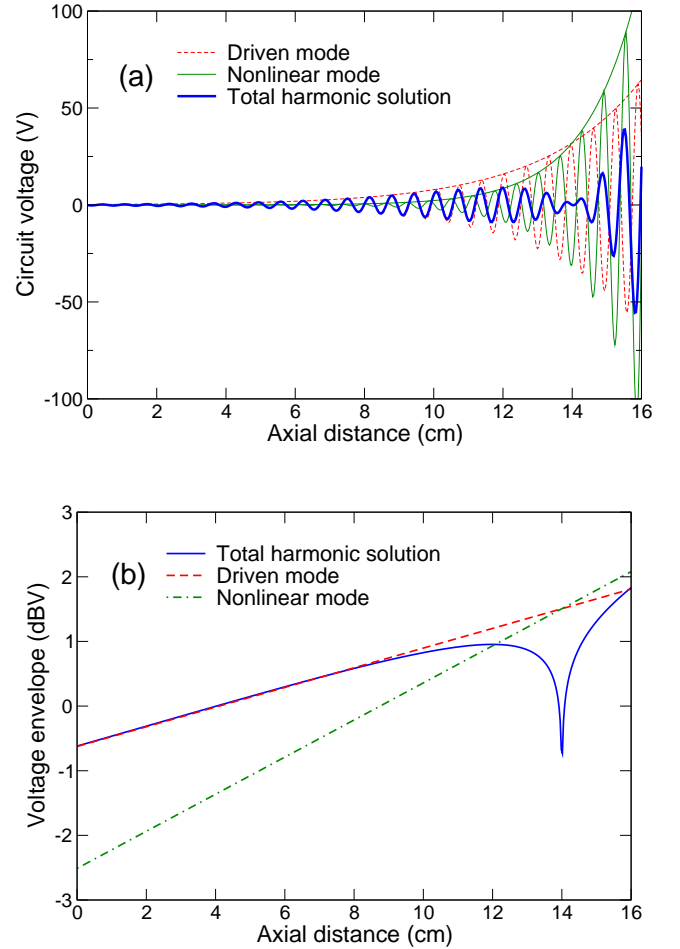 100
50
0
-50
-100
Circuit voltage (V)
(a)
Driven mode
Nonlinear mode
Total harmonic solution
0 2 4 6 8 10 12 14 16
Axial distance (cm)
3
2
1
0
-1
-2
-3
Voltage envelope (dBV)
(b)
Total harmonic solution
Driven mode
Nonlinear mode
0 2 4 6 8 10 12 14 16
Axial distance (cm)